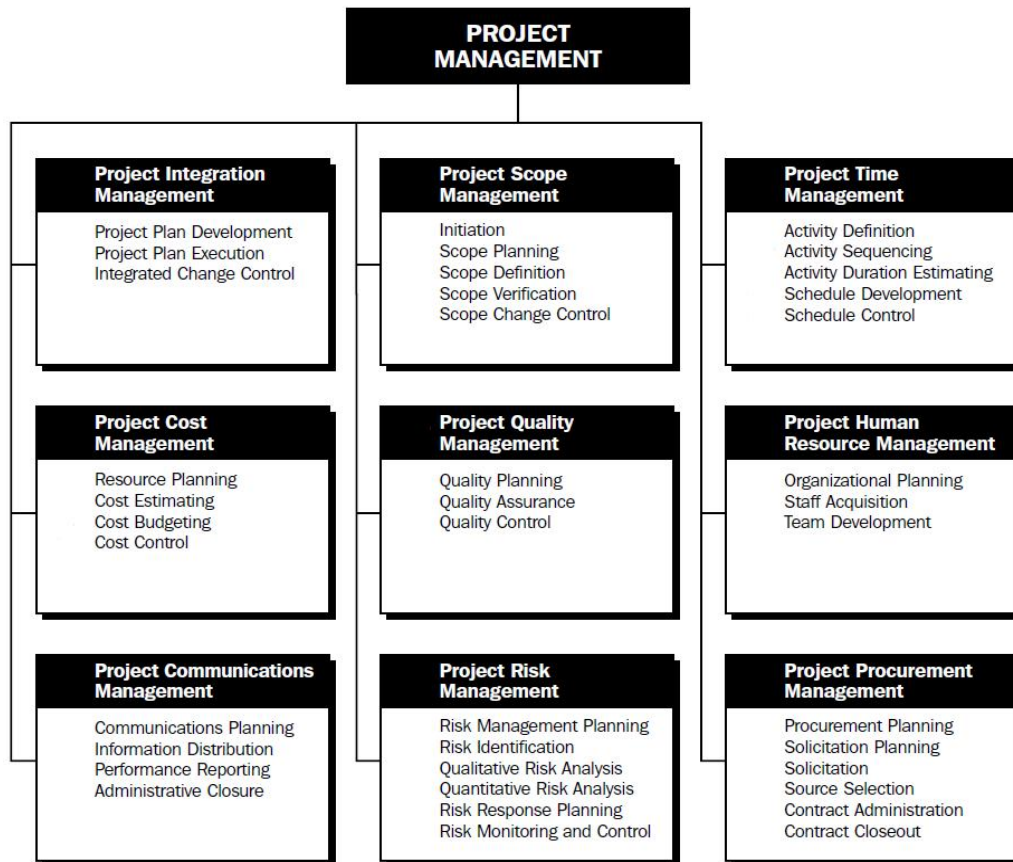 PROJECT
MANAGEMENT
Project Integration
Management
Project Plan Development
Project Plan Execution
Integrated Change Control
Project Scope
Management
Initiation
Scope Planning
Scope Definition
Scope Verification
Scope Change Control
Project Time
Management
Activity Definition
Activity Sequencing
Activity Duration Estimating
Schedule Development
Schedule Control
Project Cost
Management
Resource Planning
Cost Estimating
Cost Budgeting
Cost Control
Project Quality
Management
Quality Planning
Quality Assurance
Quality Control
Project Human
Resource Management
Organizational Planning
Staff Acquisition
Team Development
Project Communications
Management
Communications Planning
Information Distribution
Performance Reporting
Administrative Closure
Project Risk
Management
Risk Management Planning
Risk Identification
Qualitative Risk Analysis
Quantitative Risk Analysis
Risk Response Planning
Risk Monitoring and Control
Project Procurement
Management
Procurement Planning
Solicitation Planning
Solicitation
Source Selection
Contract Administration
Contract Closeout